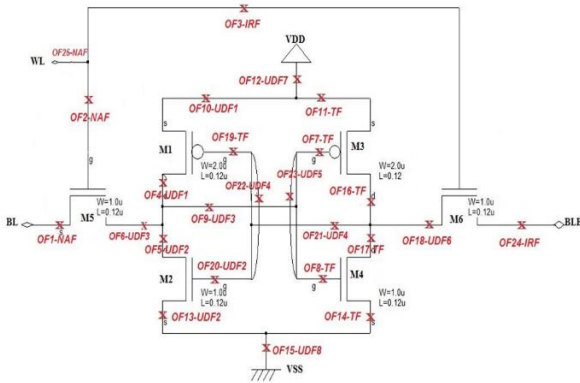 OF3-IRF
VDD
OF25-NAF
WL
OF12-UDF7
OF2-NAF
OF10-UDF1
OF11-TF
s
s
OF19-TF
OF7-TF
M1
M3
g
g
W=2.0u
L=0.12u
W=2.0u
L=0.12
OF22-UDF4
OF23-UDF5
OF4-UDF1
OF16-TF
g
W=1.0u
L=0.12u
M5
BL
OF1-NAF
OF6-UDF3
OF9-UDF3
OF21-UDF4
OF18-UDF6
M6
W=1.0u
L=0.12u
BLB
OF24-IRF
OF5-UDF2
OF17-TF
M2
OF20-UDF2
g
OF8-TF
g
M4
W=1.0u
L=0.12u
W=1.0u
L=0.12u
OF13-UDF2
OF14-TF
s
s
OF15-UDF8
VSS